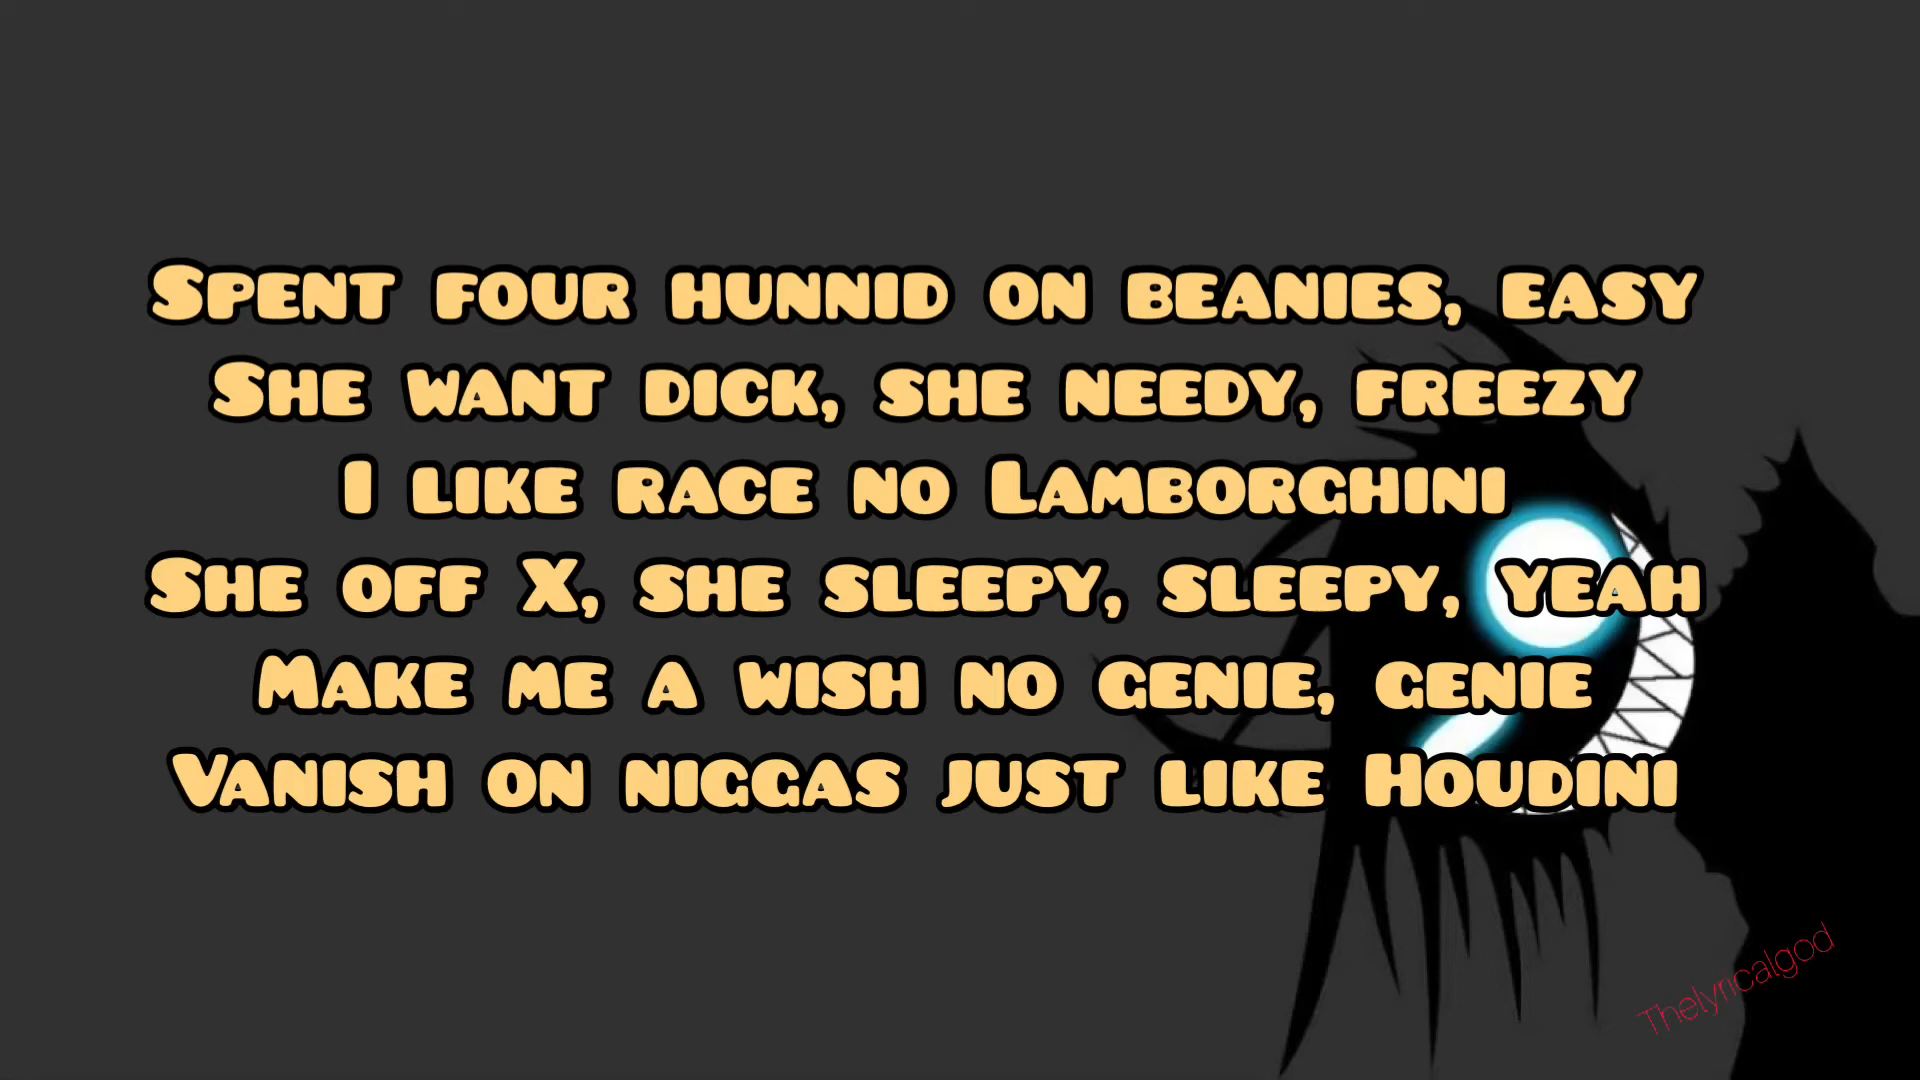 Spent four hunnid on beanies, easy
She want dick, she needy, freezy
I like race no Lamborghini
She off X, she sleepy, sleepy, yeah
Make me a wish no genie, genie
Vanish on niggas just like Houdini
Thelyricalgod